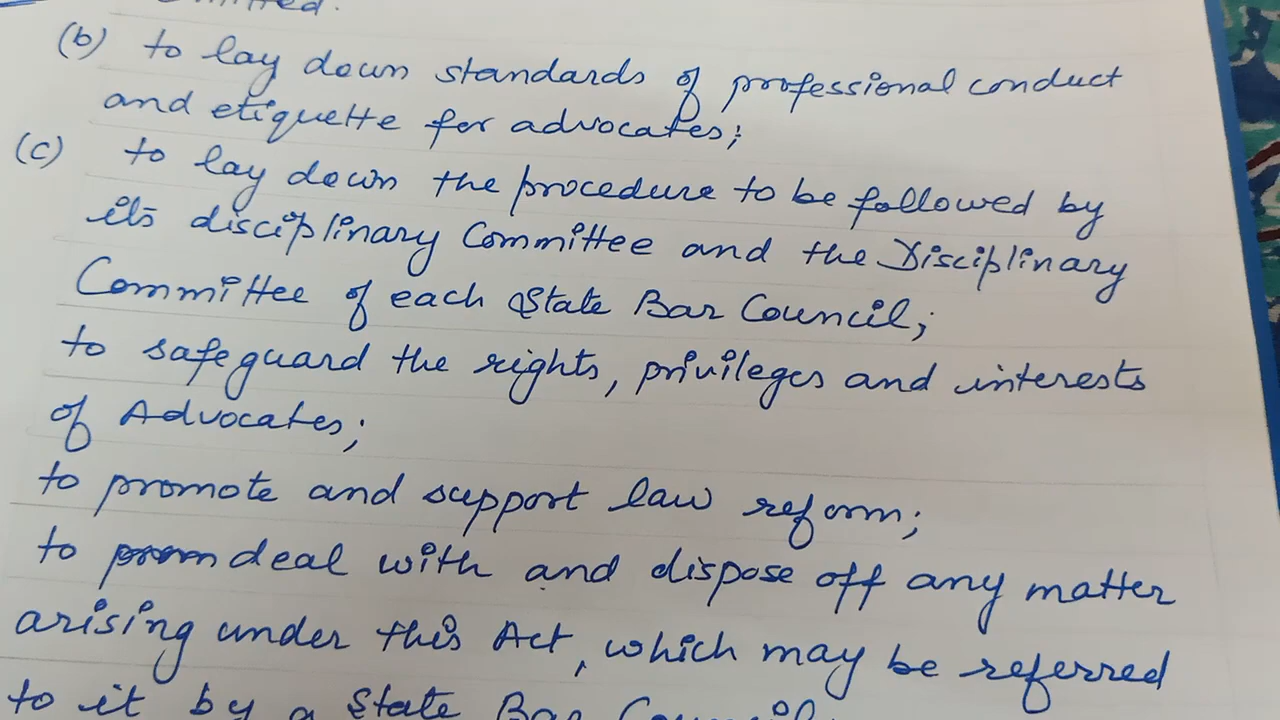 (b) to lay down standards of professional conduct
and etiquette for advocates;
(c) to lay down the procedure to be followed by
its disciplinary Committee and the Disciplinary
Committee of each State Bar Council;
to safeguard the rights, privileges and interests
of Advocates;
to promote and support law reform;
to deal with and dispose off any matter
arising under this Act, which may be referred
to it by a State Bar Council;